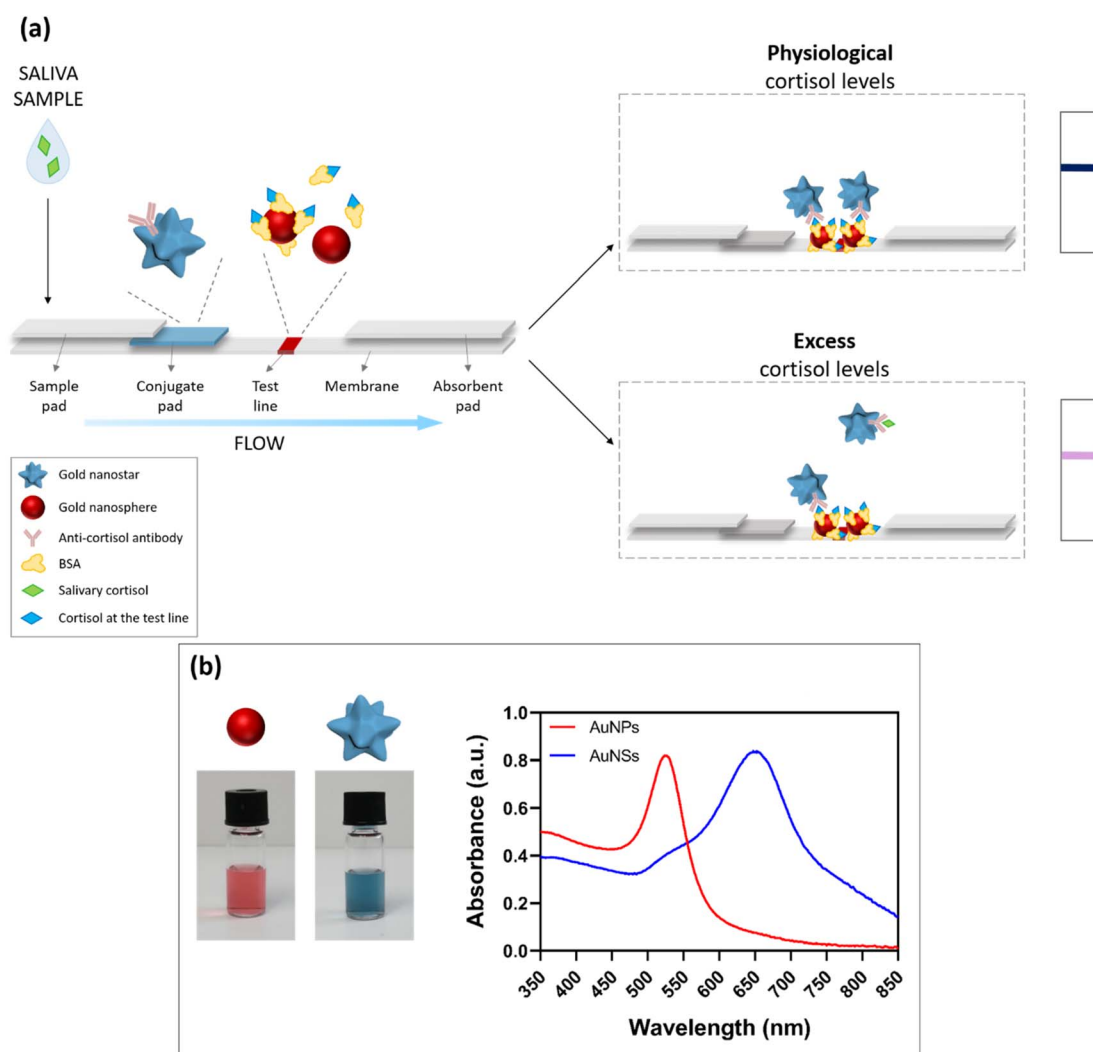 (a)
SALIVA
SAMPLE
Physiological
cortisol levels
Sample
pad
Conjugate
pad
Test
line
Membrane
Absorbent
pad
FLOW
Excess
cortisol levels
Gold nanostar
Gold nanosphere
Anti-cortisol antibody
BSA
Salivary cortisol
Cortisol at the test line
(b)
AuNPs
AuNSs
Absorbance (a.u.)
1.0
0.8
0.6
0.4
0.2
0.0
350 400 450 500 550 600 650 700 750 800 850
Wavelength (nm)